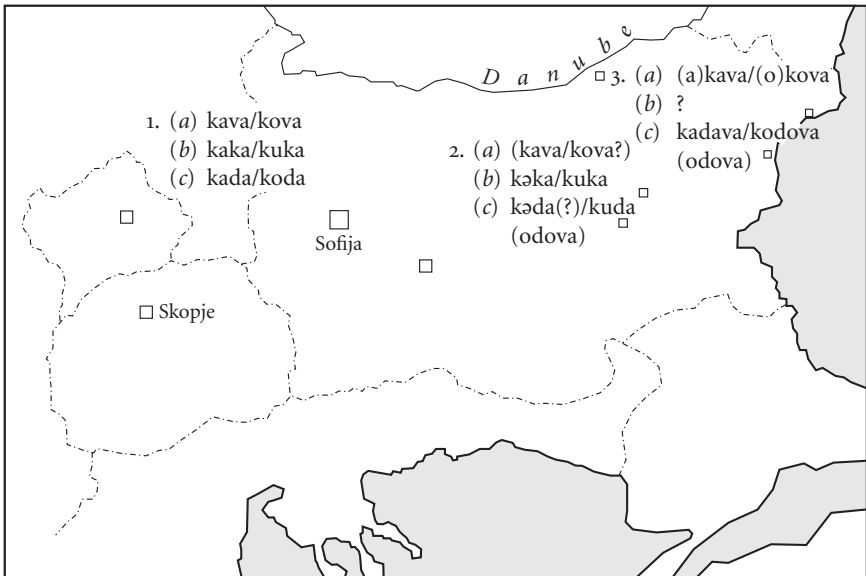 Danube
3. (a) (a)kava/(o)kova
(b) ?
(c) kadava/kodova
(odova)
1. (a) kava/kova
(b) kaka/kuka
(c) kada/koda
2. (a) (kava/kova?)
(b) kəka/kuka
(c) kəda(?)/kuda
(odova)
Sofija
Skopje